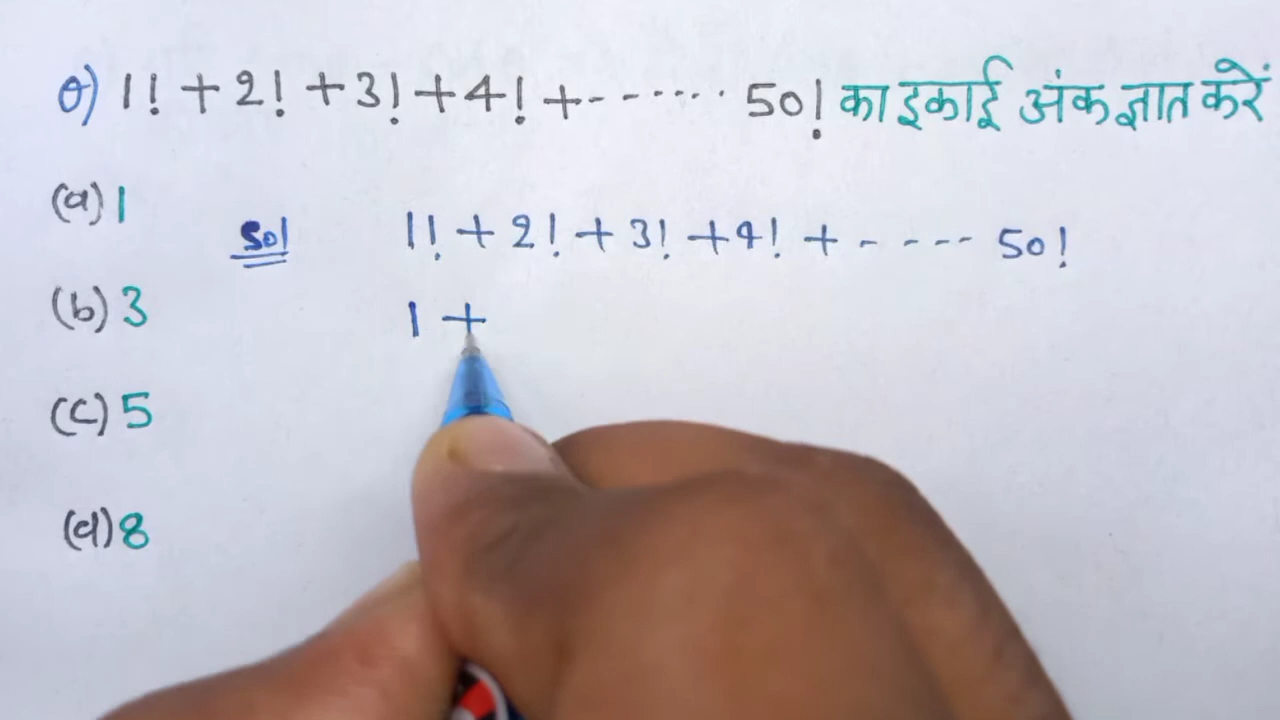 θ) 1! + 2! + 3! + 4! + - - - - - - 50! का इकाई अंक ज्ञात करें
(a) 1
Sol 1! + 2! + 3! + 4! + - - - - - 50!
(b) 3
1 +
(c) 5
(d) 8